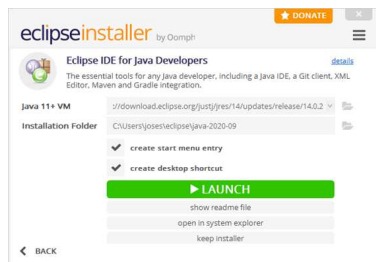 DONATE
eclipseinstaller by Oomph
Eclipse IDE for Java Developers
details
The essential tools for any Java developer, including a Java IDE, a Git client, XML
Editor, Maven and Gradle integration.
Java 11+ VM
://download.eclipse.org/justj/jres/14/updates/release/14.0.2
Installation Folder
C:\Users\joses\eclipse\java-2020-09
create start menu entry
create desktop shortcut
LAUNCH
show readme file
open in system explorer
keep installer
BACK